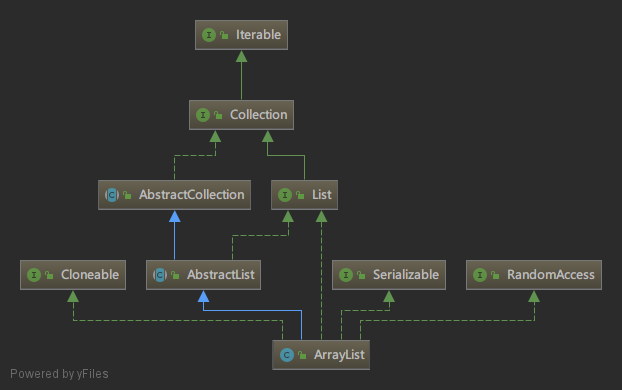 Iterable
Collection
AbstractCollection
List
Cloneable
AbstractList
Serializable
RandomAccess
ArrayList
Powered by yFiles